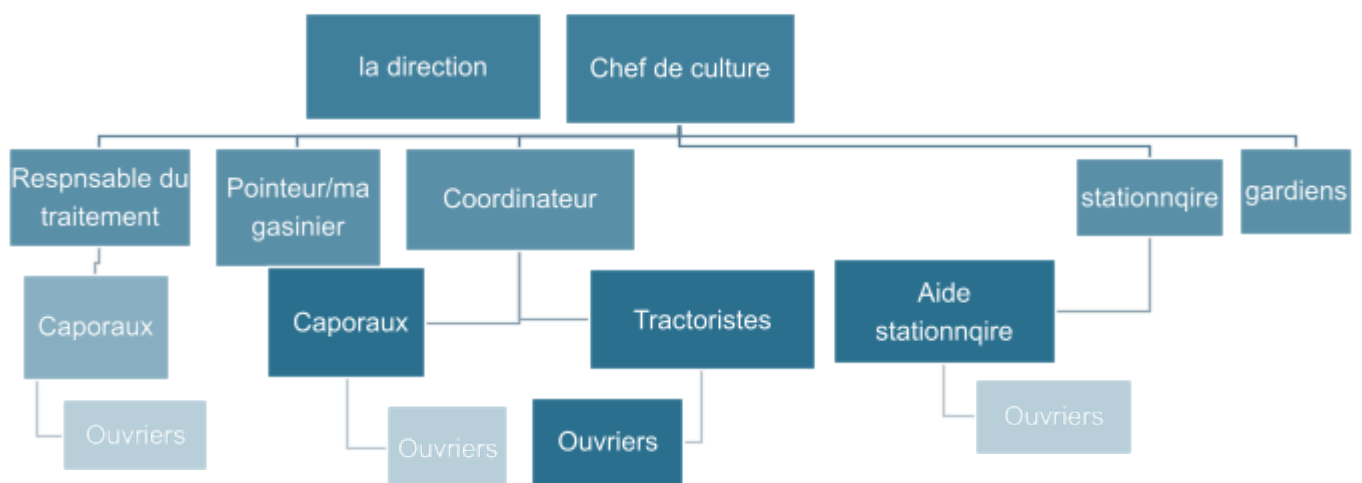 la direction
Chef de culture
Respnsable du
traitement
Pointeur/ma
gasinier
Coordinateur
stationnqire
gardiens
Caporaux
Caporaux
Tractoristes
Aide
stationnqire
Ouvriers
Ouvriers
Ouvriers
Ouvriers